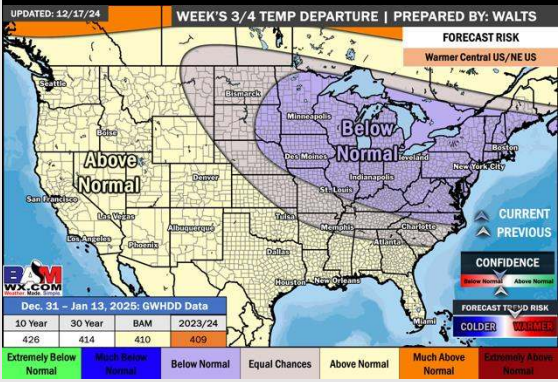 UPDATED: 12/17/24
WEEK'S 3/4 TEMP DEPARTURE | PREPARED BY: WALTS
FORECAST RISK
Warmer Central US/NE US
Seattle
Bismarck
Minneapolis
Below
Normal
Boise
Above
Normal
Boston
Des Moines
leveland
New York City
Indianapolis
Denver
St. Louis
San Francisco
Las Vegas
Tulsa
Memphis
Charlotte
Los Angeles
Albuquerque
Phoenix
Atlanta
Dallas
Houston
New Orleans
Miami
CURRENT
PREVIOUS
CONFIDENCE
Below Normal
Above Normal
FORECAST TREND RISK
COLDER
WARMER
BAM
WX.COM
Weather. Made. Simple.
Dec. 31 – Jan 13, 2025: GWHDD Data
10 Year 30 Year BAM 2023/24
426 414 410 409
Extremely Below Normal
Much Below Normal
Below Normal
Equal Chances
Above Normal
Much Above Normal
Extremely Above Normal